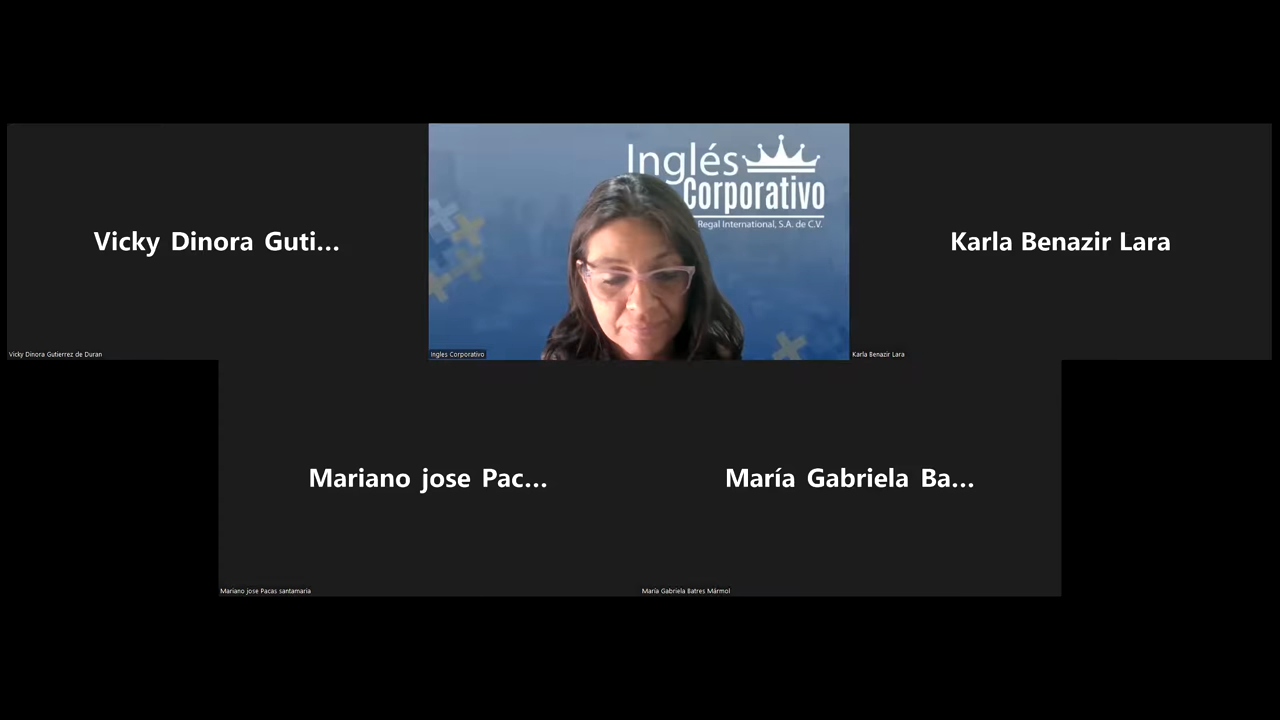 Vicky Dinora Guti...
Vicky Dinora Gutierrez de Duran
Inglés
Corporativo
Regal International, S.A. de C.V.
Ingles Corporativo
Karla Benazir Lara
Karla Benazir Lara
Mariano jose Pac...
Mariano jose Pacas santamaria
María Gabriela Ba...
María Gabriela Batres Mármol